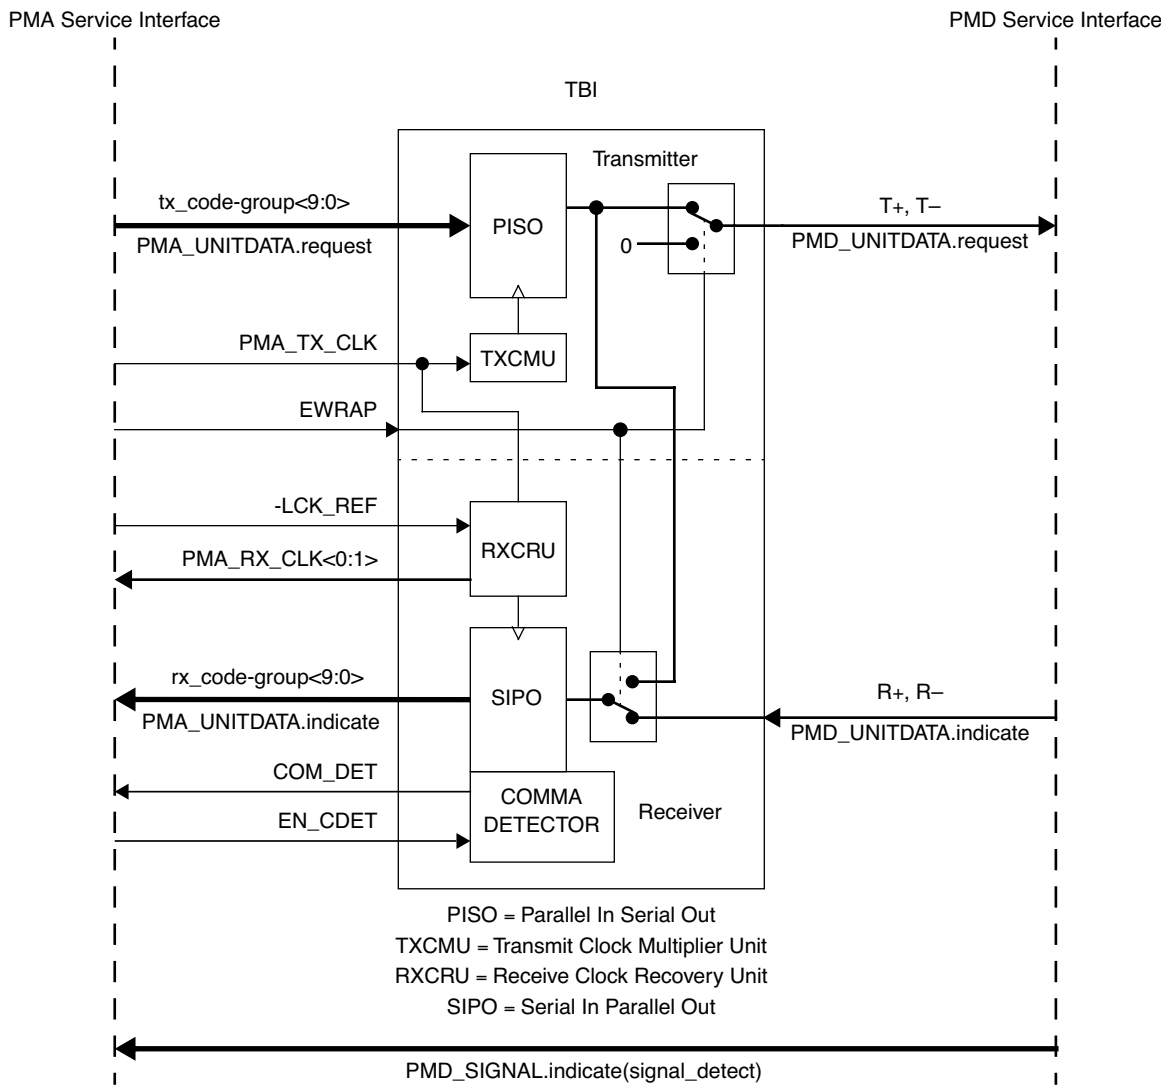 PMA Service Interface
PMD Service Interface
TBI
Transmitter
tx_code-group<9:0>
PMA_UNITDATA.request
PISO
0
T+, T–
PMD_UNITDATA.request
PMA_TX_CLK
TXCMU
EWRAP
-LCK_REF
RXCRU
PMA_RX_CLK<0:1>
rx_code-group<9:0>
PMA_UNITDATA.indicate
SIPO
R+, R–
PMD_UNITDATA.indicate
COM_DET
EN_CDET
COMMA
DETECTOR
Receiver
PISO = Parallel In Serial Out
TXCMU = Transmit Clock Multiplier Unit
RXCRU = Receive Clock Recovery Unit
SIPO = Serial In Parallel Out
PMD_SIGNAL.indicate(signal_detect)